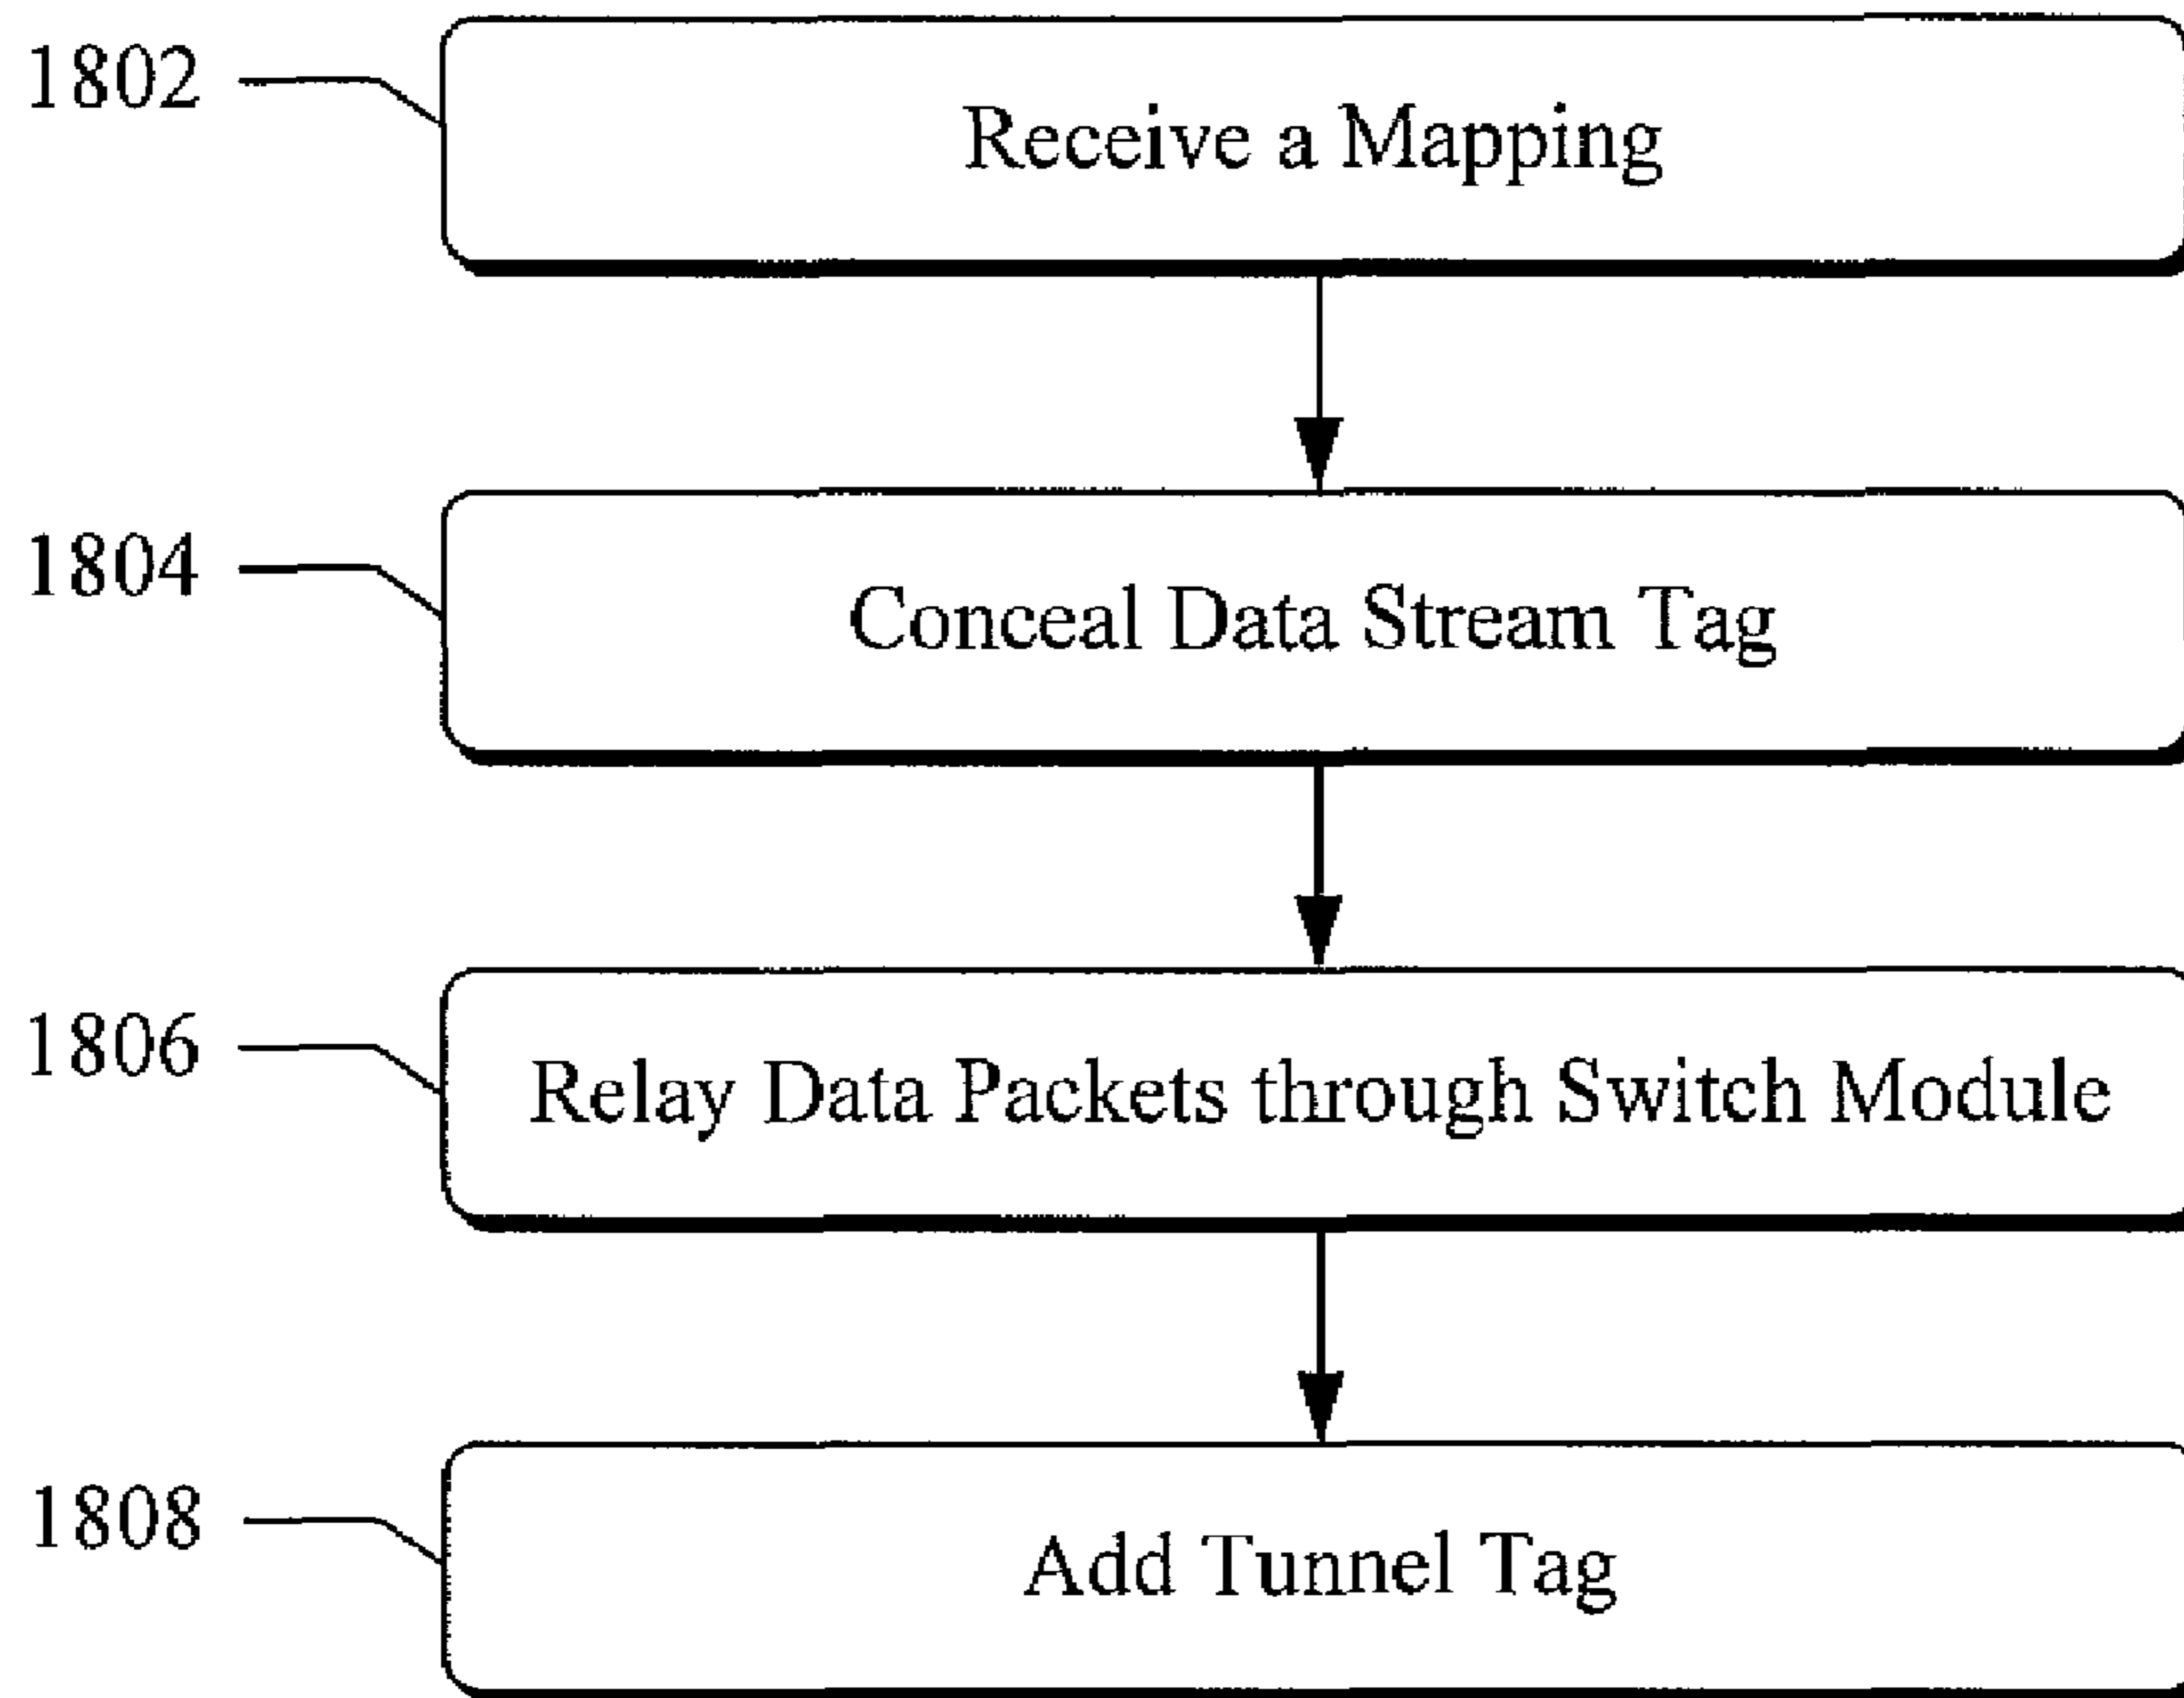 1802
Receive a Mapping
1804
Conceal Data Stream Tag
1806
Relay Data Packets through Switch Module
1808
Add Tunnel Tag